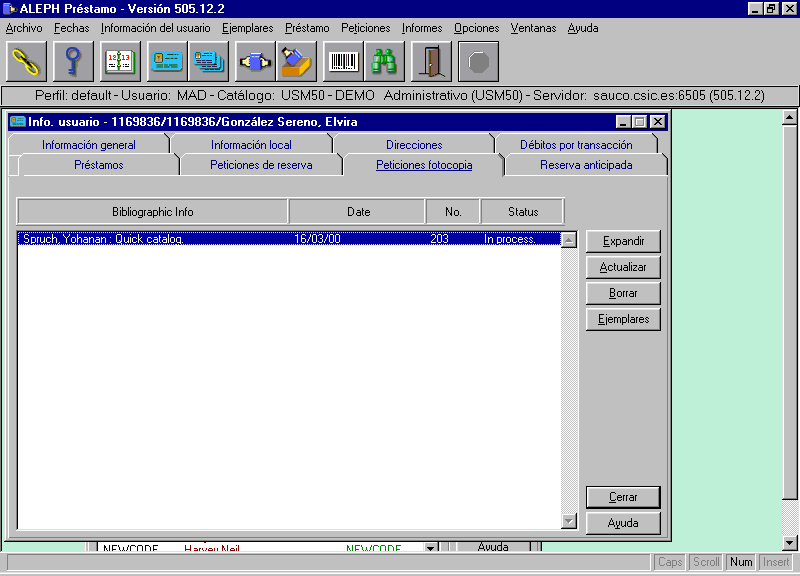 ALEPH Préstamo - Versión 505.12.2
Archivo Fechas Información del usuario Ejemplares Préstamo Peticiones Informes Opciones Ventanas Ayuda
Perfil: default - Usuario: MAD - Catálogo: USM50 - DEMO Administrativo (USM50) - Servidor: sauco.csic.es:6505 (505.12.2)
Info. usuario - 1169836/1169836/González Sereno, Elvira
Información general Información local Direcciones Débitos por transacción
Préstamos Peticiones de reserva Peticiones fotocopia Reserva anticipada
Bibliographic Info Date No. Status
Spruch, Yohanan : Quick catalog. 16/03/00 203 In process.
Expandir
Actualizar
Borrar
Ejemplares
Cerrar
Ayuda
NEWCODE Harvey Neil NEWCODE Ayuda
Caps Scroll Num Insert